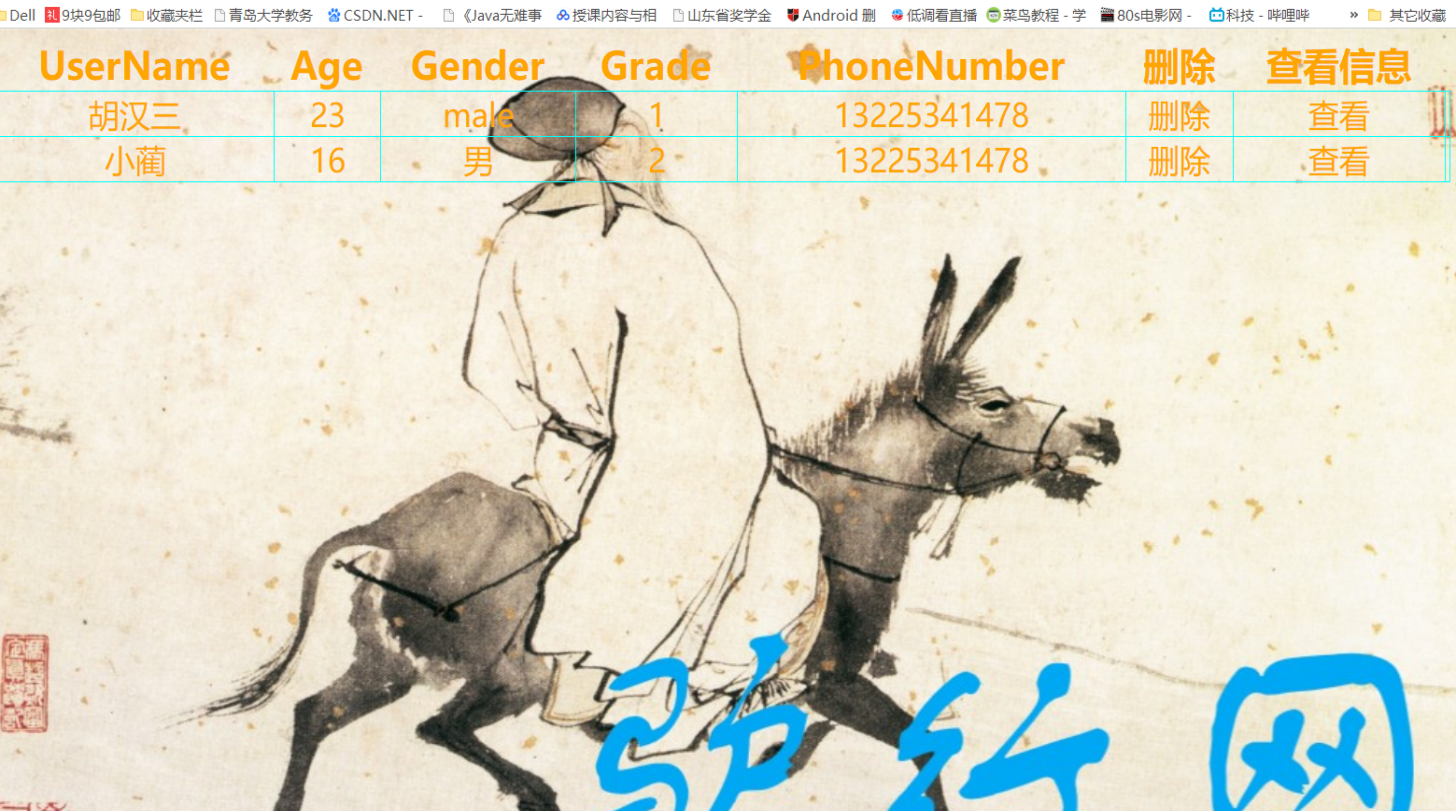 Dell 9块9包邮 收藏夹栏 青岛大学教务 CSDN.NET - 《Java无难事 授课内容与相 山东省奖学金 Android 删 低调看直播 菜鸟教程 - 学 80s电影网 - 科技 - 哔哩哔 » 其它收藏
UserName Age Gender Grade PhoneNumber 删除 查看信息
胡汉三 23 male 1 13225341478 删除 查看
小蔺 16 男 2 13225341478 删除 查看
驴行网